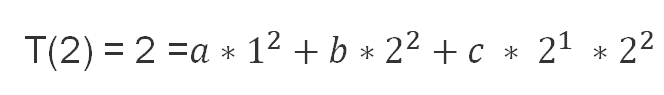 T(2) = 2 =a ∗ 1² + b ∗ 2² + c ∗ 2¹ ∗ 2²